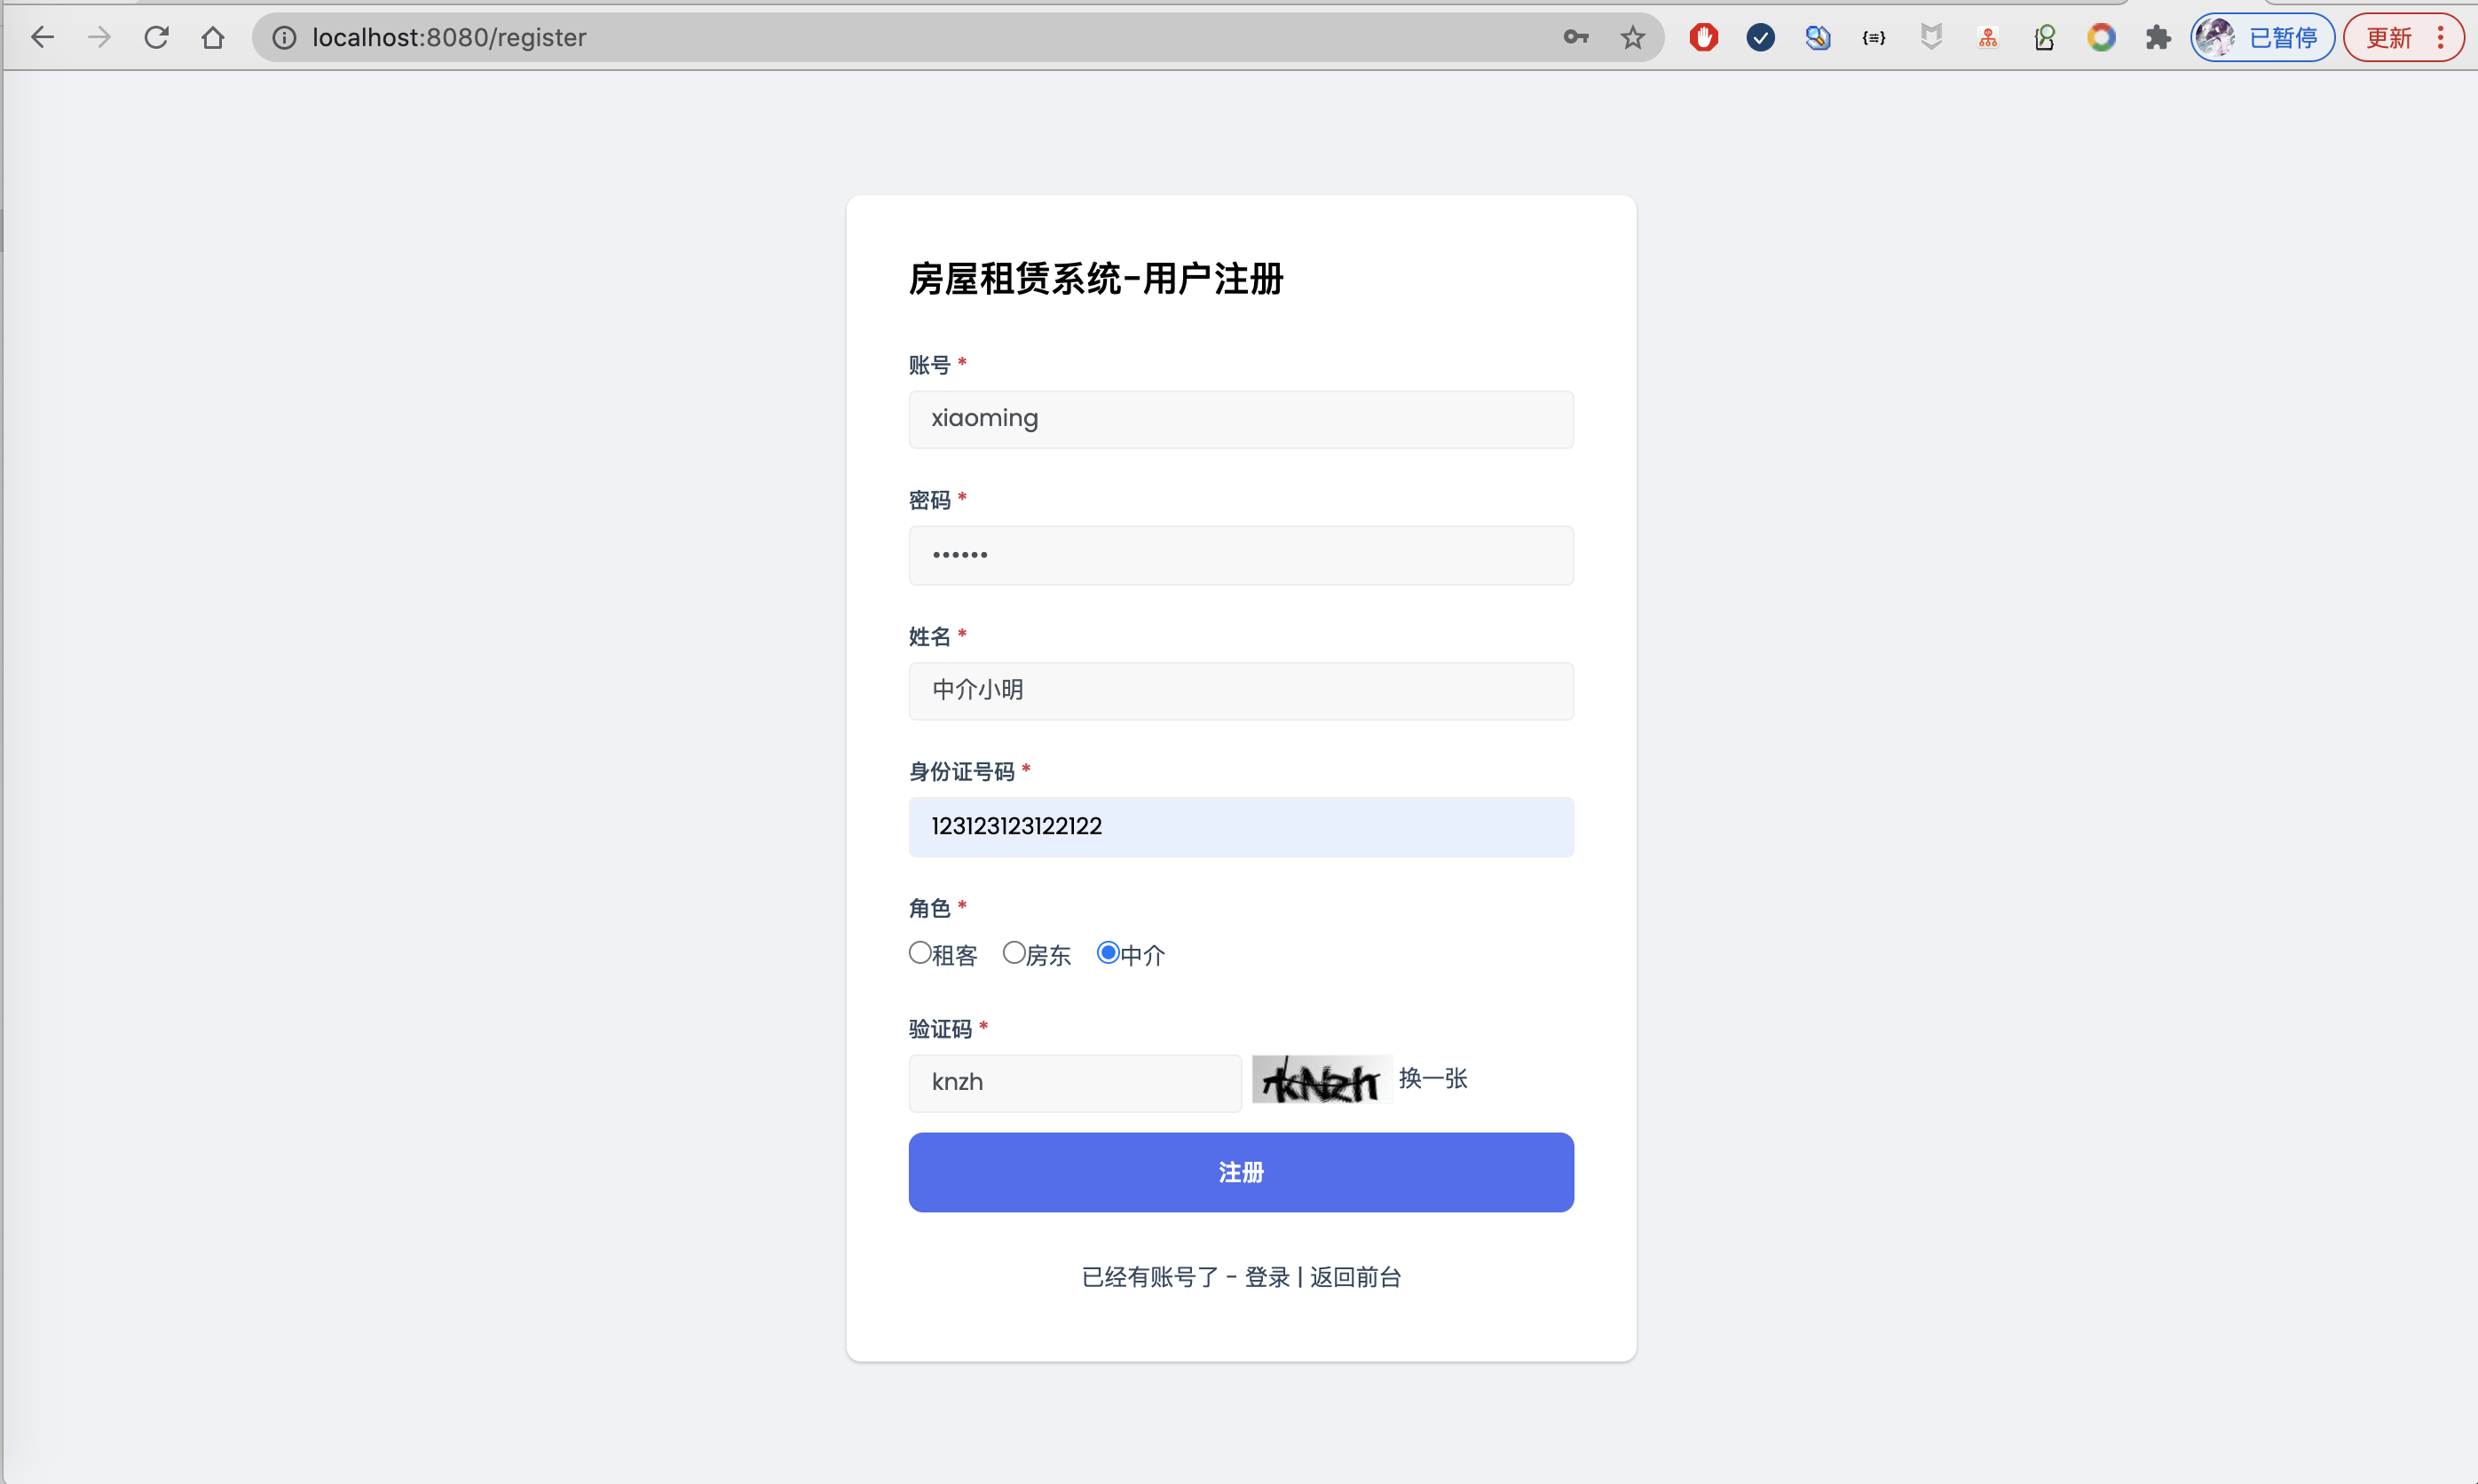 localhost:8080/register
已暂停
更新
房屋租赁系统-用户注册
账号 *
xiaoming
密码 *
••••••
姓名 *
中介小明
身份证号码 *
123123123122122
角色 *
租客 房东 中介
验证码 *
knzh kNzh 换一张
注册
已经有账号了 - 登录 | 返回前台